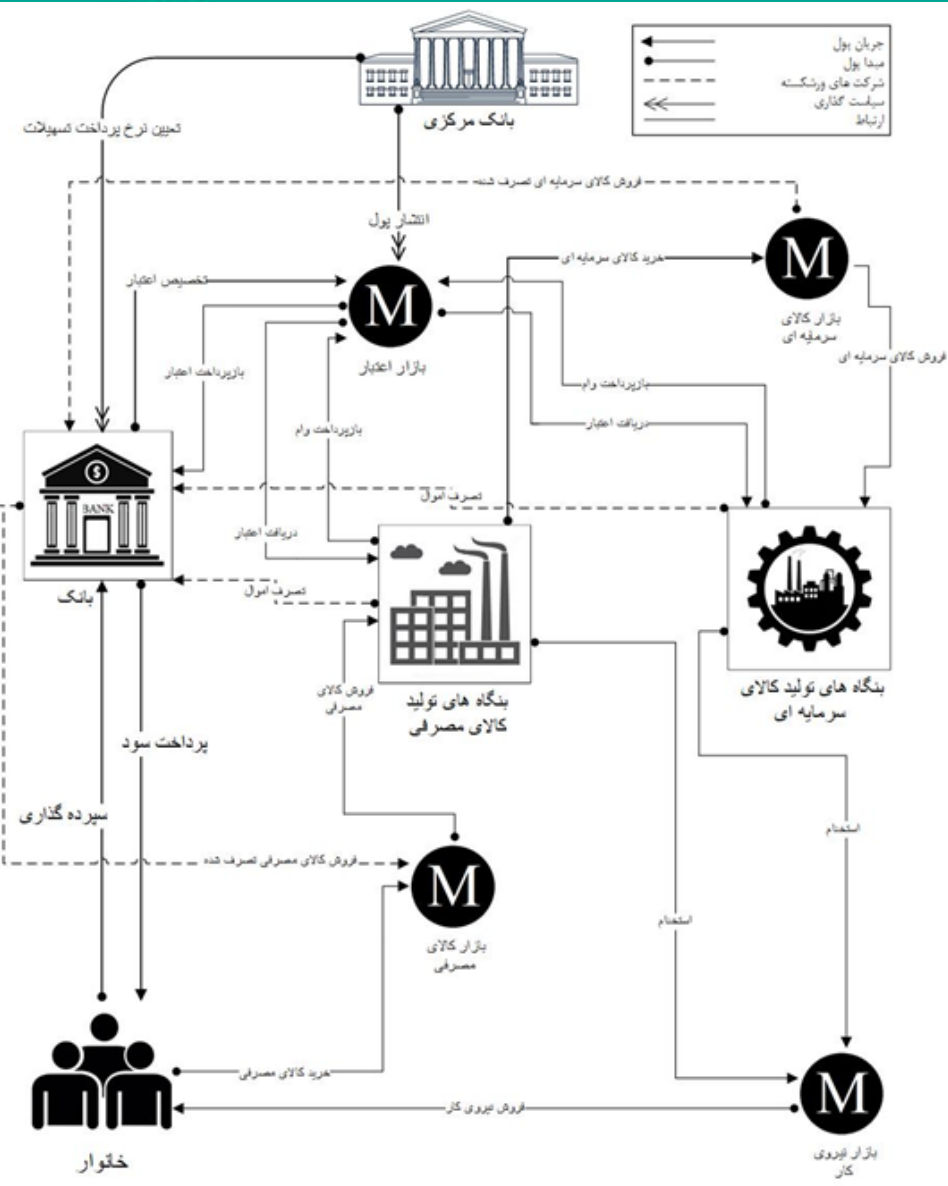 جریان پول
مبدا پول
شرکت های ورشکسته
سیاست گذاری
ارتباط
بانک مرکزی
تعیین نرخ پرداخت تسهیلات
فروش کالای سرمایه ای تصرف شده
انتشار پول
M
خرید کالای سرمایه ای
M
تخصیص اعتبار
بازار کالای
سرمایه ای
بازار اعتبار
فروش کالای سرمایه ای
بازپرداخت اعتبار
بازپرداخت وام
دریافت اعتبار
بازپرداخت وام
$
BANK
تصرف اموال
دریافت اعتبار
تصرف اموال
بانک
بنگاه های تولید کالای
سرمایه ای
بنگاه های تولید
کالای مصرفی
فروش کالای
مصرفی
پرداخت سود
سپرده گذاری
استخدام
فروش کالای مصرفی تصرف شده
M
بازار کالای
مصرفی
استخدام
خرید کالای مصرفی
M
فروش نیروی کار
بازار نیروی
کار
خانوار